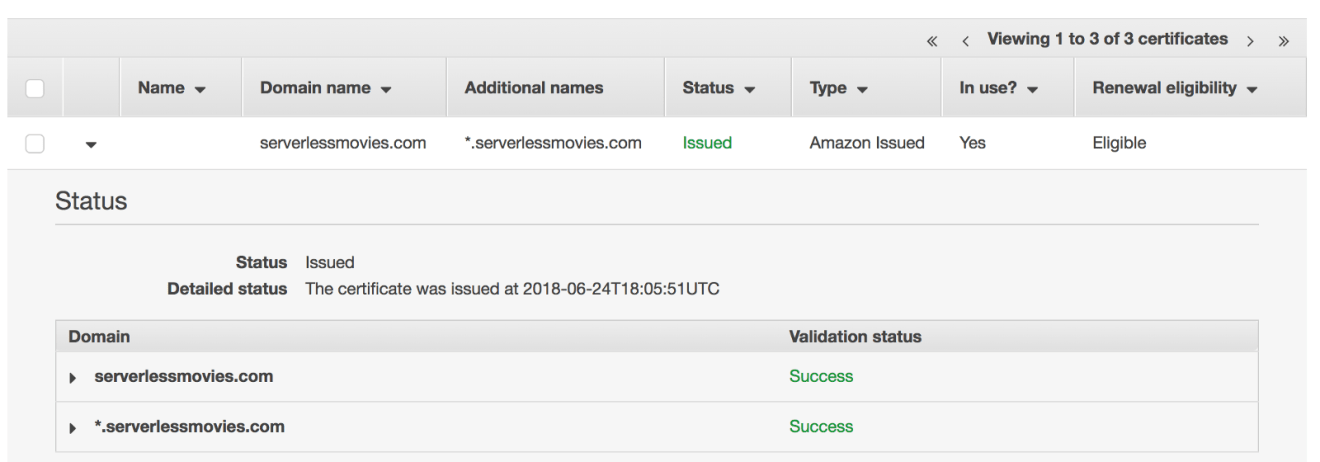 « ‹ Viewing 1 to 3 of 3 certificates › »
Name Domain name Additional names Status Type In use? Renewal eligibility
serverlessmovies.com *.serverlessmovies.com Issued Amazon Issued Yes Eligible
Status
Status Issued
Detailed status The certificate was issued at 2018-06-24T18:05:51UTC
Domain Validation status
serverlessmovies.com Success
*.serverlessmovies.com Success